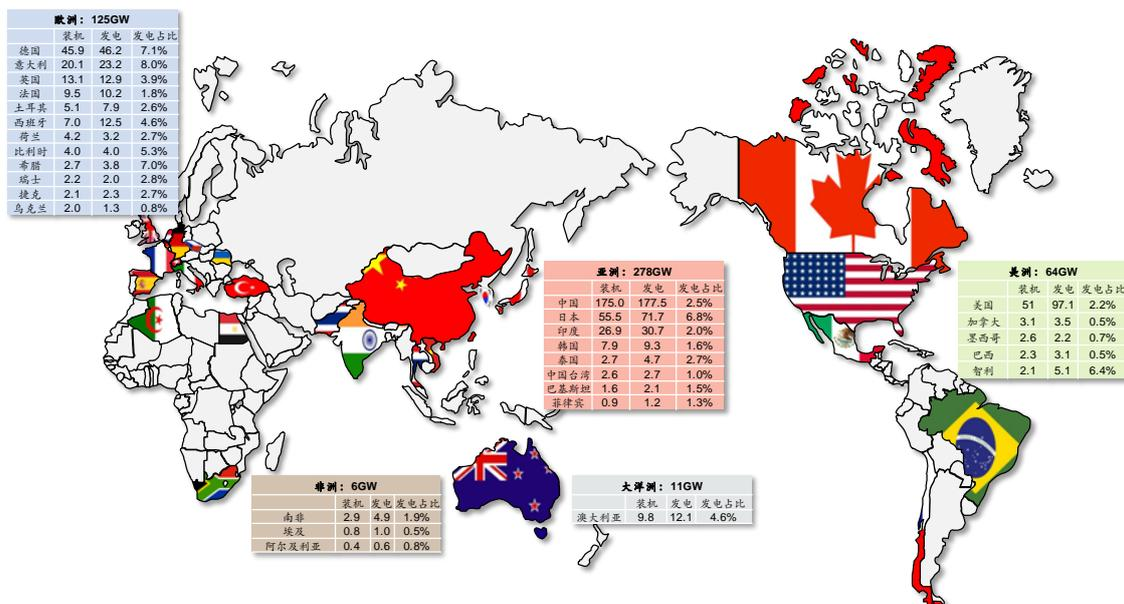 欧洲：125GW
装机 发电 发电占比
德国 45.9 46.2 7.1%
意大利 20.1 23.2 8.0%
英国 13.1 12.9 3.9%
法国 9.5 10.2 1.8%
土耳其 5.1 7.9 2.6%
西班牙 7.0 12.5 4.6%
荷兰 4.2 3.2 2.7%
比利时 4.0 4.0 5.3%
希腊 2.7 3.8 7.0%
瑞士 2.2 2.0 2.8%
捷克 2.1 2.3 2.7%
乌克兰 2.0 1.3 0.8%
亚洲：278GW
装机 发电 发电占比
中国 175.0 177.5 2.5%
日本 55.5 71.7 6.8%
印度 26.9 30.7 2.0%
韩国 7.9 9.3 1.6%
泰国 2.7 4.7 2.7%
中国台湾 2.6 2.7 1.0%
巴基斯坦 1.6 2.1 1.5%
菲律宾 0.9 1.2 1.3%
美洲：64GW
装机 发电 发电占比
美国 51 97.1 2.2%
加拿大 3.1 3.5 0.5%
墨西哥 2.6 2.2 0.7%
巴西 2.3 3.1 0.5%
智利 2.1 5.1 6.4%
非洲：6GW
装机 发电 发电占比
南非 2.9 4.9 1.9%
埃及 0.8 1.0 0.5%
阿尔及利亚 0.4 0.6 0.8%
大洋洲：11GW
装机 发电 发电占比
澳大利亚 9.8 12.1 4.6%